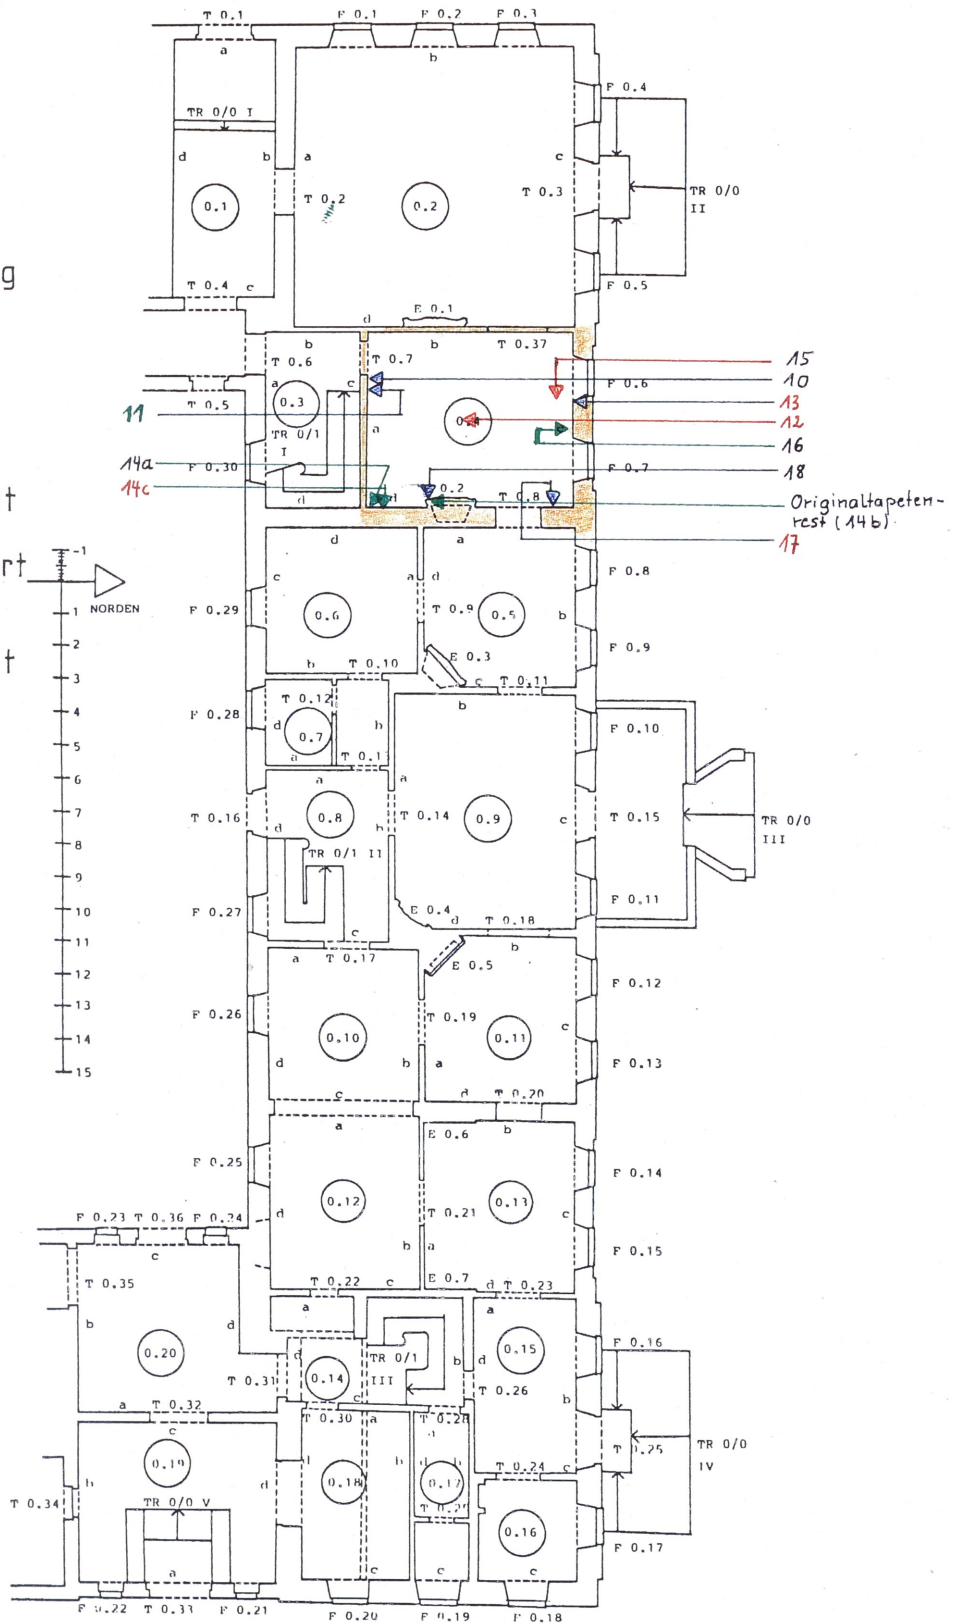 T 0.1
F 0.1
F 0.2
F 0.3
a
b
F 0.4
TR 0/0 I
d
b
a
c
T 0.2
T 0.3
TR 0/0
II
0.1
0.2
g
T 0.4
c
F 0.5
E 0.1
d
b
b
T 0.37
T 0.6
T 0.7
15
a
c
F 0.6
10
0.3
13
T 0.5
11
12
TR 0/1
I
a
16
14a
F 0.30
F 0.7
18
14c
d
d
0.2
T 0.8
t
Originaltapeten-
rest (14b)
17
d
a
-1
rt
NORDEN
c
a
d
F 0.8
1
F 0.29
0.6
T 0.9
0.5
b
2
F 0.9
t
E 0.3
3
b
T 0.10
c
T 0.11
4
F 0.28
T 0.12
b
d
0.7
b
F 0.10
5
a
6
a
a
7
T 0.16
d
0.8
b
T 0.14
0.9
c
T 0.15
TR 0/0
III
8
TR 0/1 II
9
10
F 0.27
E 0.4
F 0.11
11
c
d
T 0.18
a
T 0.17
b
12
E 0.5
F 0.12
13
F 0.26
T 0.19
c
14
0.10
0.11
15
d
b
a
F 0.13
c
d
T 0.20
a
E 0.6
b
F 0.25
F 0.14
0.12
0.13
d
T 0.21
c
F 0.23
T 0.36
F 0.24
b
a
F 0.15
c
T 0.35
T 0.22
c
E 0.7
d
T 0.23
a
a
b
d
F 0.16
0.20
d
TR 0/1
III
b
d
0.15
T 0.31
0.14
T 0.26
b
a
T 0.32
c
T 0.30
a
T 0.28
c
T 0.25
TR 0/0
IV
0.19
T 0.24
c
b
d
0.18
b
d
b
0.17
T 0.34
TR 0/0 V
0.16
F 0.17
a
c
c
c
F 0.22
T 0.33
F 0.21
F 0.20
F 0.19
F 0.18